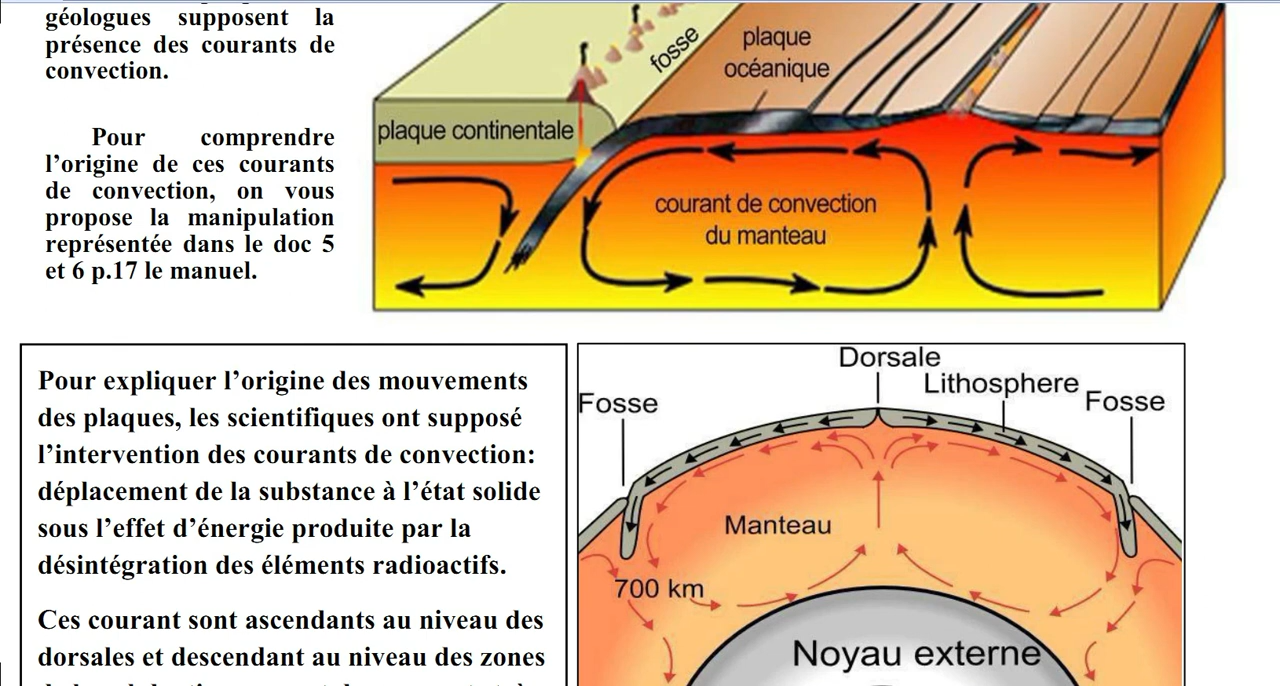 géologues supposent la
présence des courants de
convection.
Pour comprendre
l'origine de ces courants
de convection, on vous
propose la manipulation
représentée dans le doc 5
et 6 p.17 le manuel.
fosse
plaque
océanique
plaque continentale
courant de convection
du manteau
Pour expliquer l'origine des mouvements
des plaques, les scientifiques ont supposé
l'intervention des courants de convection:
déplacement de la substance à l'état solide
sous l'effet d'énergie produite par la
désintégration des éléments radioactifs.
Ces courant sont ascendants au niveau des
dorsales et descendant au niveau des zones
Dorsale
Lithosphere
Fosse
Fosse
Manteau
700 km
Noyau externe